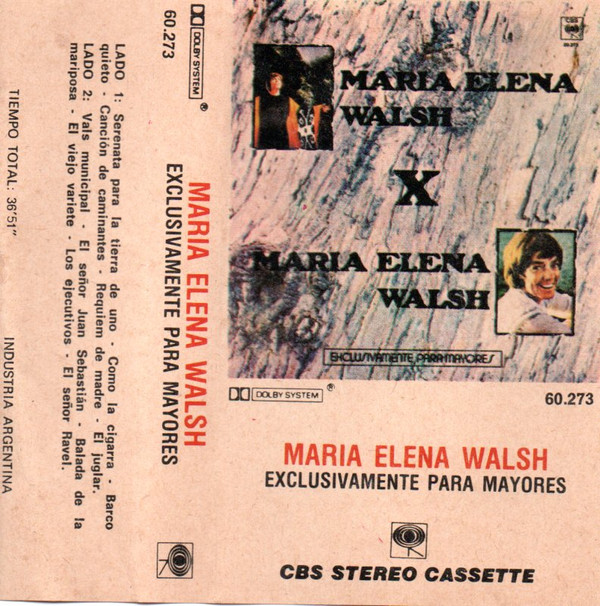 LADO 1: Serenata para la tierra de uno - Como la cigarra - Barco
quieto - Canción de caminantes - Requiem de madre - El juglar.
LADO 2: Vals municipal - El señor Juan Sebastián - Balada de la
mariposa - El viejo variete - Los ejecutivos - El señor Ravel.
TIEMPO TOTAL: 36'51"
INDUSTRIA ARGENTINA
60.273
DOLBY SYSTEM ®
MARIA ELENA WALSH
EXCLUSIVAMENTE PARA MAYORES
CBS
60.273
MARIA ELENA
WALSH
X
MARIA ELENA
WALSH
EXCLUSIVAMENTE PARA MAYORES
DOLBY SYSTEM ®
60.273
MARIA ELENA WALSH
EXCLUSIVAMENTE PARA MAYORES
CBS STEREO CASSETTE